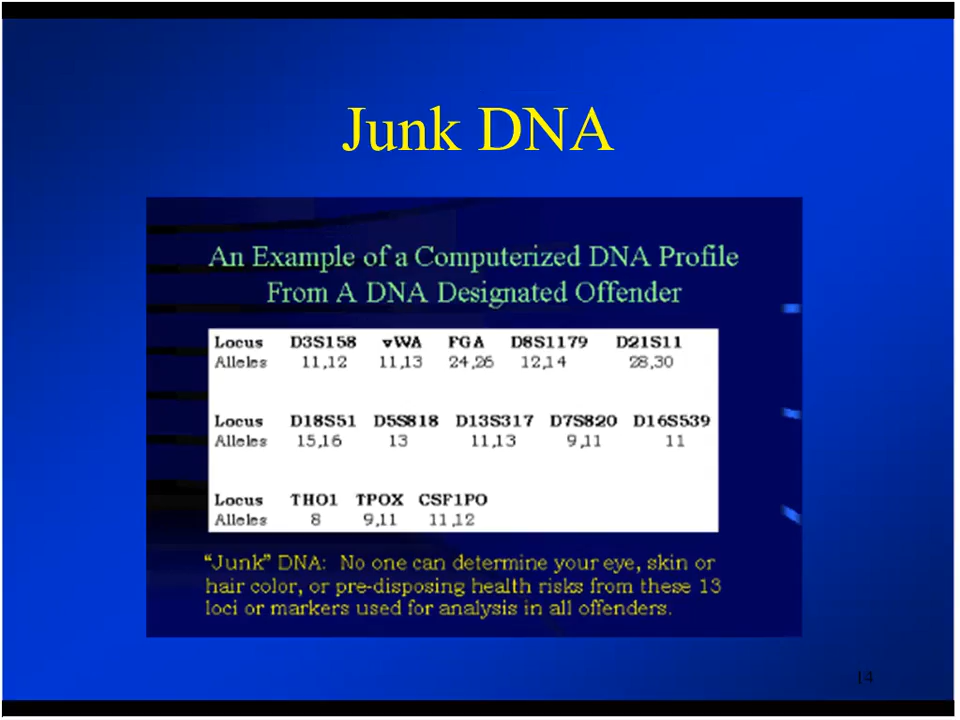 Junk DNA
An Example of a Computerized DNA Profile
From A DNA Designated Offender
Locus D3S158 vWA FGA D8S1179 D21S11
Alleles 11,12 11,13 24,26 12,14 28,30
Locus D18S51 D5S818 D13S317 D7S820 D16S539
Alleles 15,16 13 11,13 9,11 11
Locus THO1 TPOX CSF1PO
Alleles 8 9,11 11,12
“Junk” DNA: No one can determine your eye, skin or
hair color, or pre-disposing health risks from these 13
loci or markers used for analysis in all offenders.
14